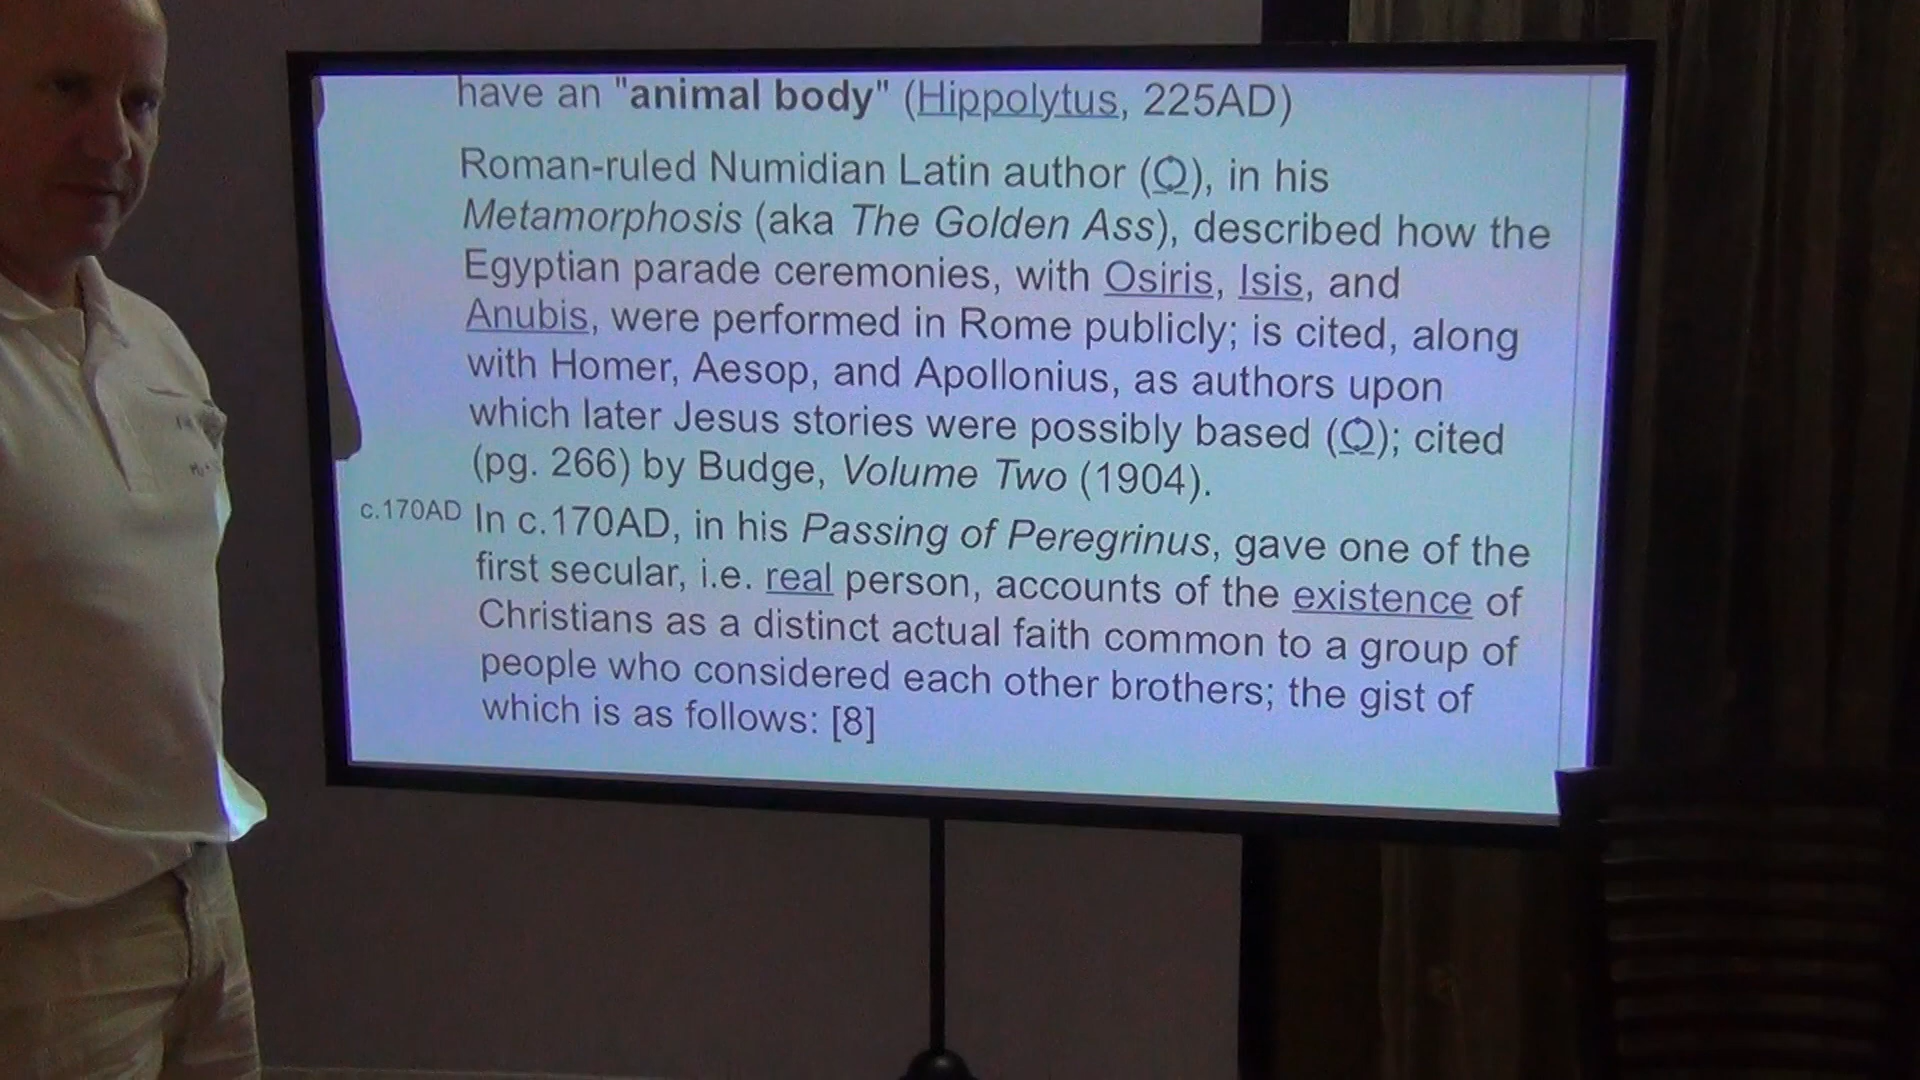 have an "animal body" (Hippolytus, 225AD)
Roman-ruled Numidian Latin author (Ω), in his
Metamorphosis (aka The Golden Ass), described how the
Egyptian parade ceremonies, with Osiris, Isis, and
Anubis, were performed in Rome publicly; is cited, along
with Homer, Aesop, and Apollonius, as authors upon
which later Jesus stories were possibly based (Ω); cited
(pg. 266) by Budge, Volume Two (1904).
c.170AD In c.170AD, in his Passing of Peregrinus, gave one of the
first secular, i.e. real person, accounts of the existence of
Christians as a distinct actual faith common to a group of
people who considered each other brothers; the gist of
which is as follows: [8]